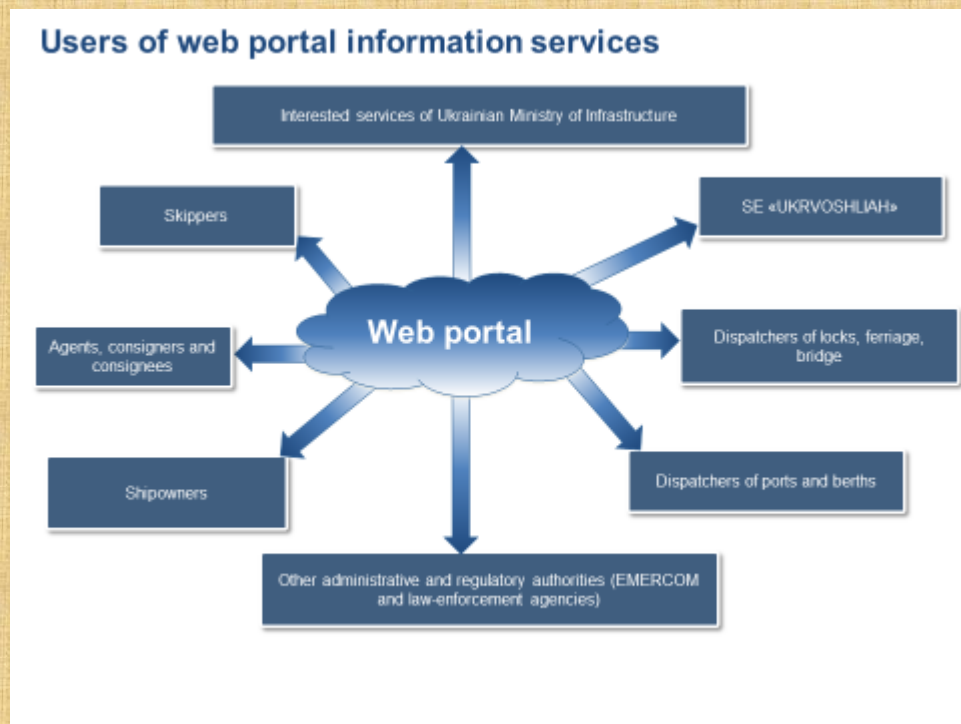 Users of web portal information services
Interested services of Ukrainian Ministry of Infrastructure
Skippers
SE «UKRVOSHLIAH»
Web portal
Agents, consigners and
consignees
Dispatchers of locks, ferriage,
bridge
Shipowners
Dispatchers of ports and berths
Other administrative and regulatory authorities (EMERCOM
and law-enforcement agencies)